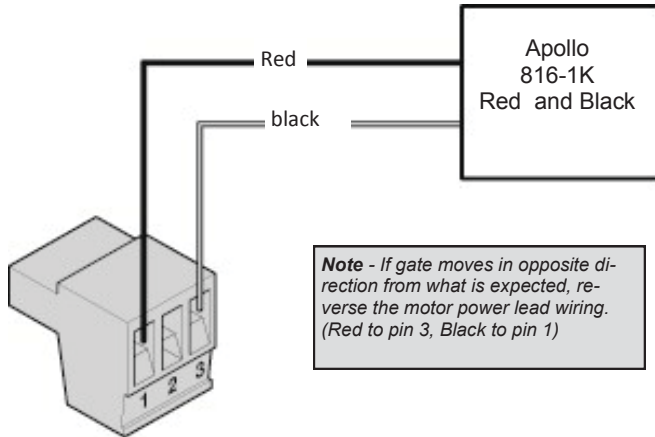 Red
Apollo
816-1K
Red and Black
black
Note - If gate moves in opposite di-
rection from what is expected, re-
verse the motor power lead wiring.
(Red to pin 3, Black to pin 1)
1 2 3